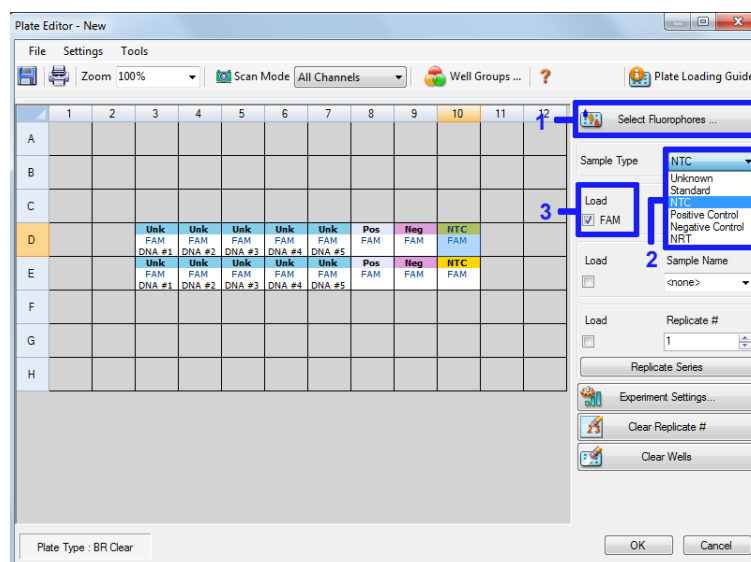 Plate Editor - New
File Settings Tools
Zoom 100% Scan Mode All Channels Well Groups ... ? Plate Loading Guide
1 2 3 4 5 6 7 8 9 10 11 12
A
B
C
D
E
F
G
H
Unk Unk Unk Unk Unk Pos Neg NTC
FAM FAM FAM FAM FAM FAM FAM FAM
DNA #1 DNA #2 DNA #3 DNA #4 DNA #5
Unk Unk Unk Unk Unk Pos Neg NTC
FAM FAM FAM FAM FAM FAM FAM FAM
DNA #1 DNA #2 DNA #3 DNA #4 DNA #5
1
Select Fluorophores ...
Sample Type NTC
Unknown
Standard
NTC
Positive Control
Negative Control
NRT
2
3
Load
FAM
Load Sample Name
<none>
Load Replicate #
1
Replicate Series
Experiment Settings...
Clear Replicate #
Clear Wells
Plate Type : BR Clear
OK Cancel